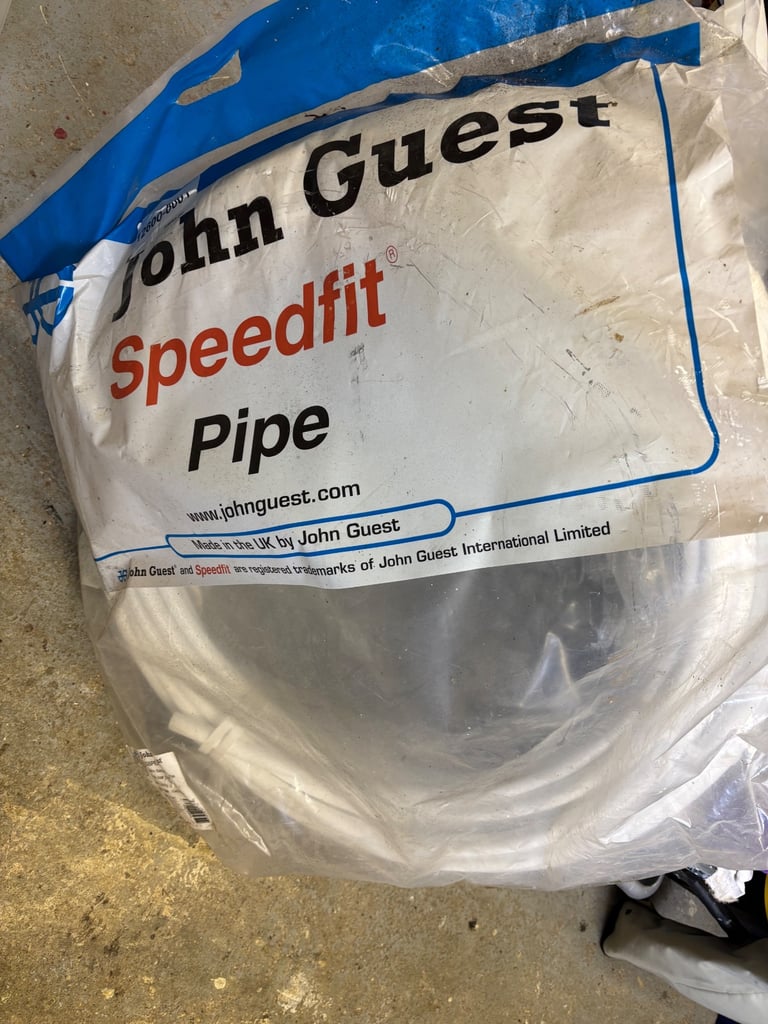 John Guest
Speedfit®
Pipe
www.johnguest.com
Made in the UK by John Guest
John Guest® and Speedfit are registered trademarks of John Guest International Limited